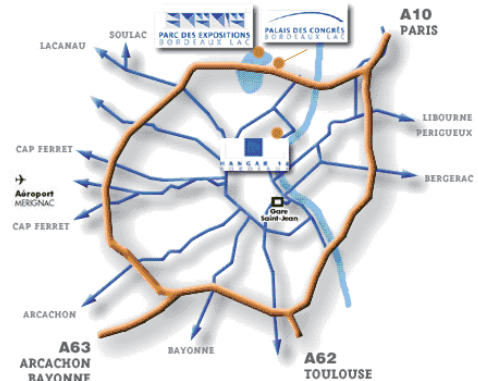 PARC DES EXPOSITIONS
BORDEAUX LAC
PALAIS DES CONGRÈS
BORDEAUX LAC
A10
PARIS
SOULAC
LACANAU
LIBOURNE
PERIGUEUX
CAP FERRET
HANGAR 14
BERGERAC
Aéroport
MÉRIGNAC
Gare
Saint-Jean
CAP FERRET
ARCACHON
BAYONNE
A63
ARCACHON
BAYONNE
A62
TOULOUSE